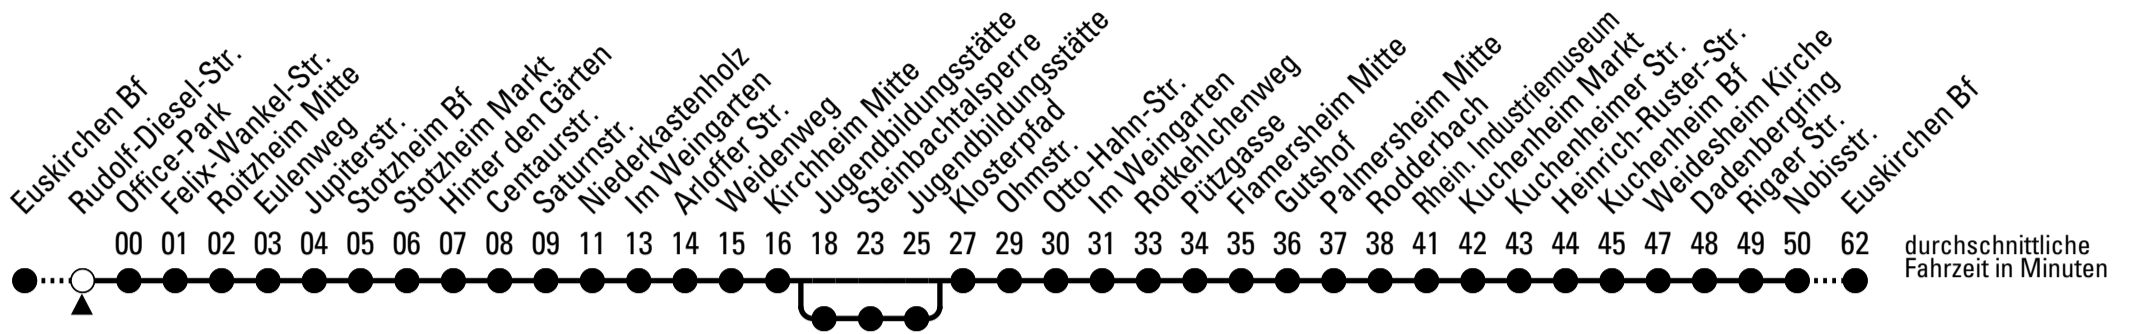 Euskirchen Bf
Rudolf-Diesel-Str.
Office-Park
Felix-Wankel-Str.
Roitzheim Mitte
Eulenweg
Jupiterstr.
Stotzheim Bf
Stotzheim Markt
Hinter den Gärten
Centaurstr.
Saturnstr.
Niederkastenholz
Im Weingarten
Arloffer Str.
Weidenweg
Kirchheim Mitte
Jugendbildungsstätte
Steinbachtalsperre
Jugendbildungsstätte
Klosterpfad
Ohmstr.
Otto-Hahn-Str.
Im Weingarten
Rotkehlchenweg
Pützgasse
Flamersheim Mitte
Gutshof
Palmersheim Mitte
Rodderbach
Rhein. Industriemuseum
Kuchenheim Markt
Kuchenheimer Str.
Heinrich-Ruster-Str.
Kuchenheim Bf
Weidesheim Kirche
Dadenbergring
Rigaer Str.
Nobisstr.
Euskirchen Bf
00 01 02 03 04 05 06 07 08 09 11 13 14 15 16 18 23 25 27 29 30 31 33 34 35 36 37 38 41 42 43 44 45 47 48 49 50 62
durchschnittliche
Fahrzeit in Minuten